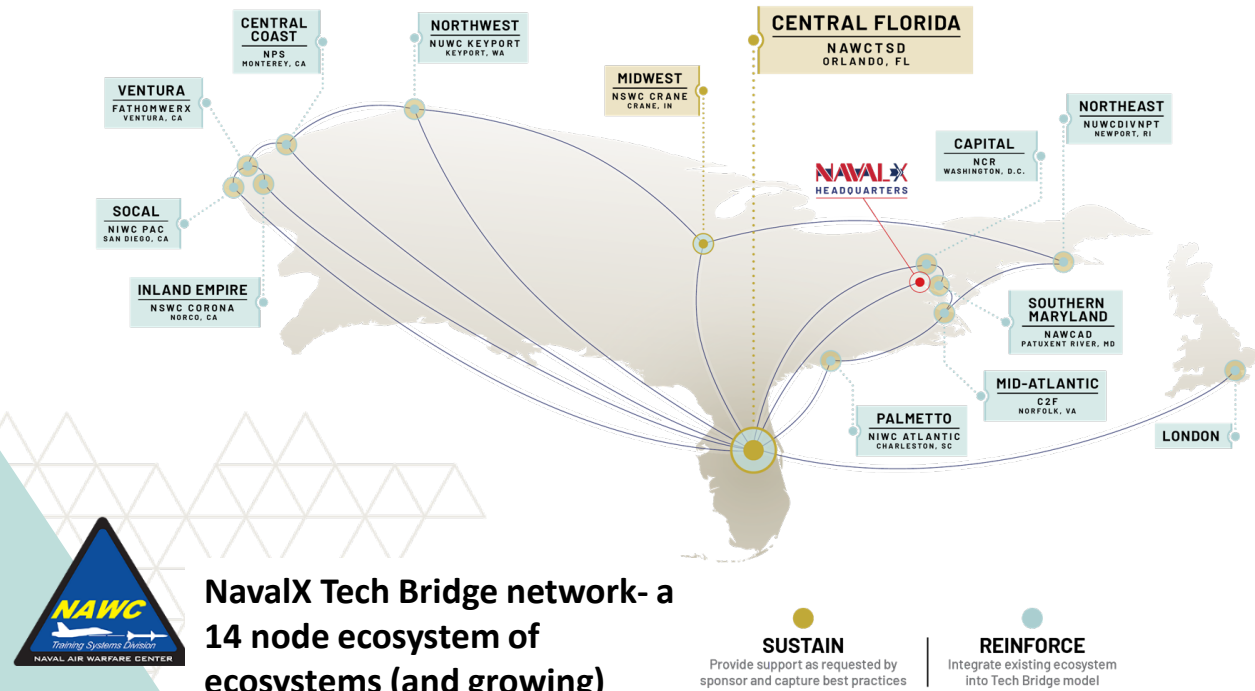 CENTRAL
COAST
NPS
MONTEREY, CA
NORTHWEST
NUWC KEYPORT
KEYPORT, WA
CENTRAL FLORIDA
NAWCTSD
ORLANDO, FL
MIDWEST
NSWC CRANE
CRANE, IN
VENTURA
FATHOMWERX
VENTURA, CA
NORTHEAST
NUWCDIVNPT
NEWPORT, RI
CAPITAL
NCR
WASHINGTON, D.C.
NAVALX
HEADQUARTERS
SOCAL
NIWC PAC
SAN DIEGO, CA
INLAND EMPIRE
NSWC CORONA
NORCO, CA
SOUTHERN
MARYLAND
NAWCAD
PATUXENT RIVER, MD
MID-ATLANTIC
C2F
NORFOLK, VA
PALMETTO
NIWC ATLANTIC
CHARLESTON, SC
LONDON
NAWC
Training Systems Division
NAVAL AIR WARFARE CENTER
NavalX Tech Bridge network- a
14 node ecosystem of
ecosystems (and growing)
SUSTAIN
Provide support as requested by
sponsor and capture best practices
REINFORCE
Integrate existing ecosystem
into Tech Bridge model